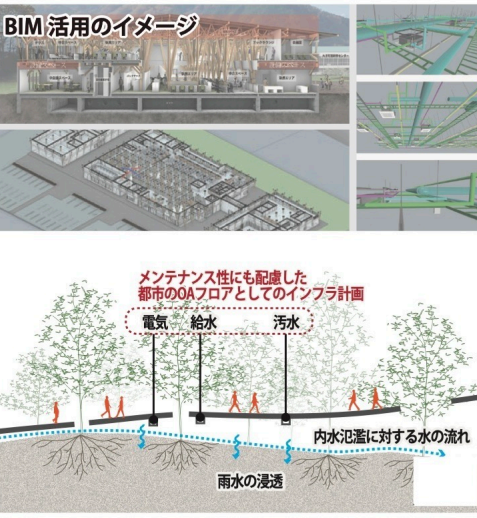 BIM 活用のイメージ
メンテナンス性にも配慮した
都市のOAフロアとしてのインフラ計画
電気 給水 汚水
内水氾濫に対する水の流れ
雨水の浸透